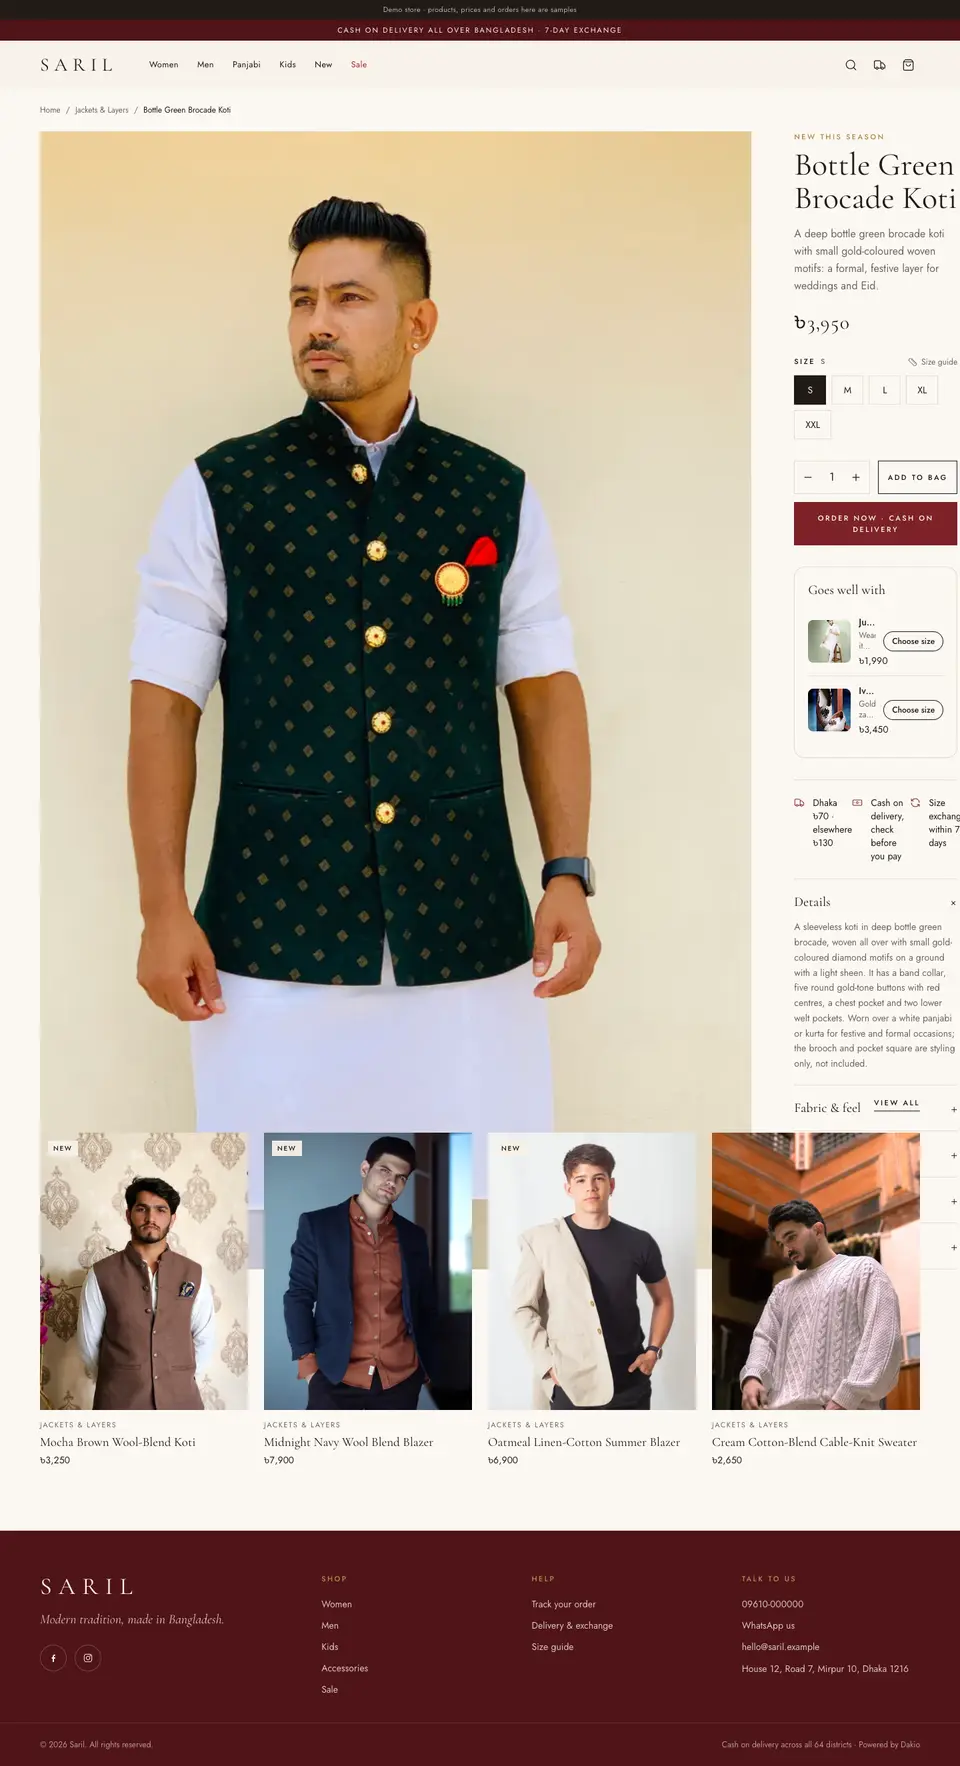 Demo store - products, prices and orders here are samples
CASH ON DELIVERY ALL OVER BANGLADESH · 7-DAY EXCHANGE
SARIL
Women
Men
Panjabi
Kids
New
Sale
Home / Jackets & Layers / Bottle Green Brocade Koti
NEW THIS SEASON
Bottle Green
Brocade Koti
A deep bottle green brocade koti
with small gold-coloured woven
motifs: a formal, festive layer for
weddings and Eid.
৳3,950
SIZE S
Size guide
S
M
L
XL
XXL
− 1 +
ADD TO BAG
ORDER NOW · CASH ON
DELIVERY
Goes well with
Ju...
Wear
it...
৳1,990
Choose size
Iv...
Gold
za...
৳3,450
Choose size
Dhaka
৳70 ·
elsewhere
৳130
Cash on
delivery,
check
before
you pay
Size
exchang
within 7
days
Details
A sleeveless koti in deep bottle green
brocade, woven all over with small gold-
coloured diamond motifs on a ground
with a light sheen. It has a band collar,
five round gold-tone buttons with red
centres, a chest pocket and two lower
welt pockets. Worn over a white panjabi
or kurta for festive and formal occasions;
the brooch and pocket square are styling
only, not included.
Fabric & feel
VIEW ALL
NEW
JACKETS & LAYERS
Mocha Brown Wool-Blend Koti
৳3,250
NEW
JACKETS & LAYERS
Midnight Navy Wool Blend Blazer
৳7,900
NEW
JACKETS & LAYERS
Oatmeal Linen-Cotton Summer Blazer
৳6,900
JACKETS & LAYERS
Cream Cotton-Blend Cable-Knit Sweater
৳2,650
SARIL
Modern tradition, made in Bangladesh.
SHOP
Women
Men
Kids
Accessories
Sale
HELP
Track your order
Delivery & exchange
Size guide
TALK TO US
09610-000000
WhatsApp us
hello@saril.example
House 12, Road 7, Mirpur 10, Dhaka 1216
© 2026 Saril. All rights reserved.
Cash on delivery across all 64 districts · Powered by Dakio